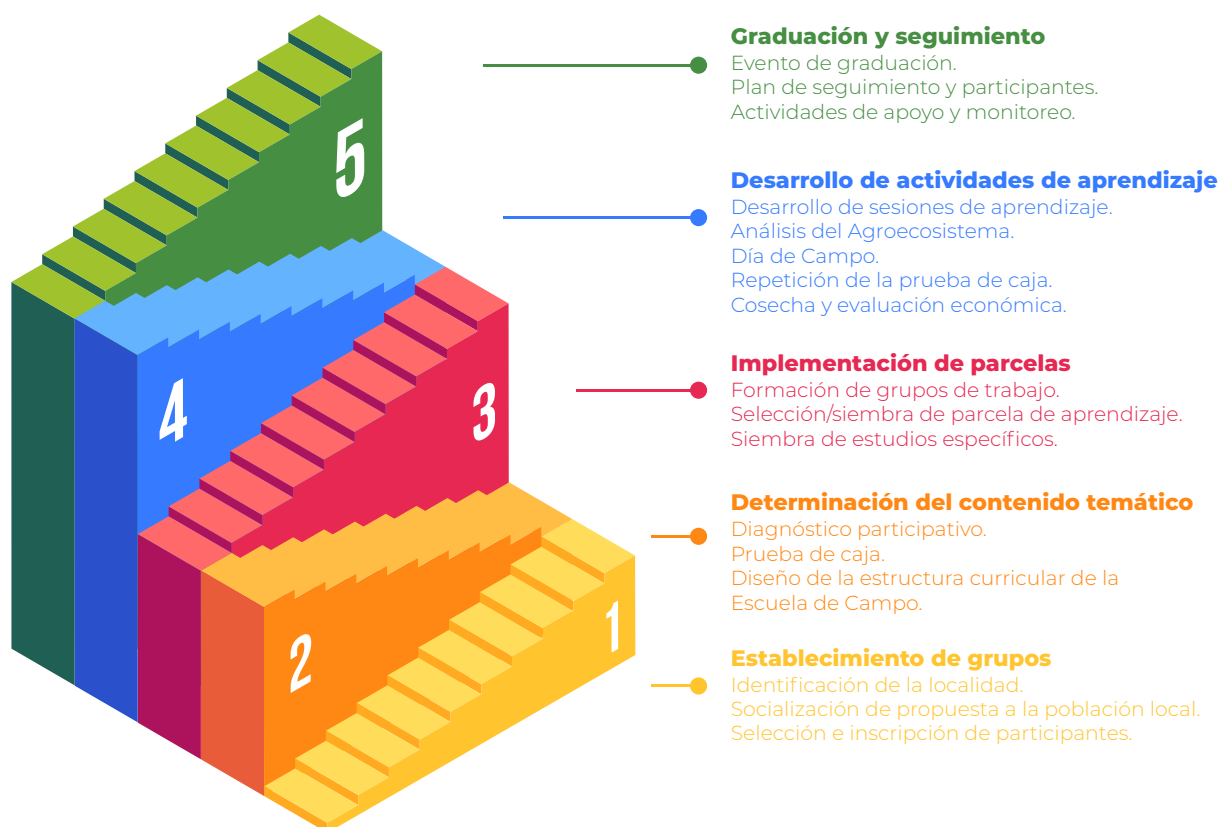 5
Graduación y seguimiento
Evento de graduación.
Plan de seguimiento y participantes.
Actividades de apoyo y monitoreo.
4
Desarrollo de actividades de aprendizaje
Desarrollo de sesiones de aprendizaje.
Análisis del Agroecosistema.
Día de Campo.
Repetición de la prueba de caja.
Cosecha y evaluación económica.
3
Implementación de parcelas
Formación de grupos de trabajo.
Selección/siembra de parcela de aprendizaje.
Siembra de estudios específicos.
2
Determinación del contenido temático
Diagnóstico participativo.
Prueba de caja.
Diseño de la estructura curricular de la
Escuela de Campo.
1
Establecimiento de grupos
Identificación de la localidad.
Socialización de propuesta a la población local.
Selección e inscripción de participantes.